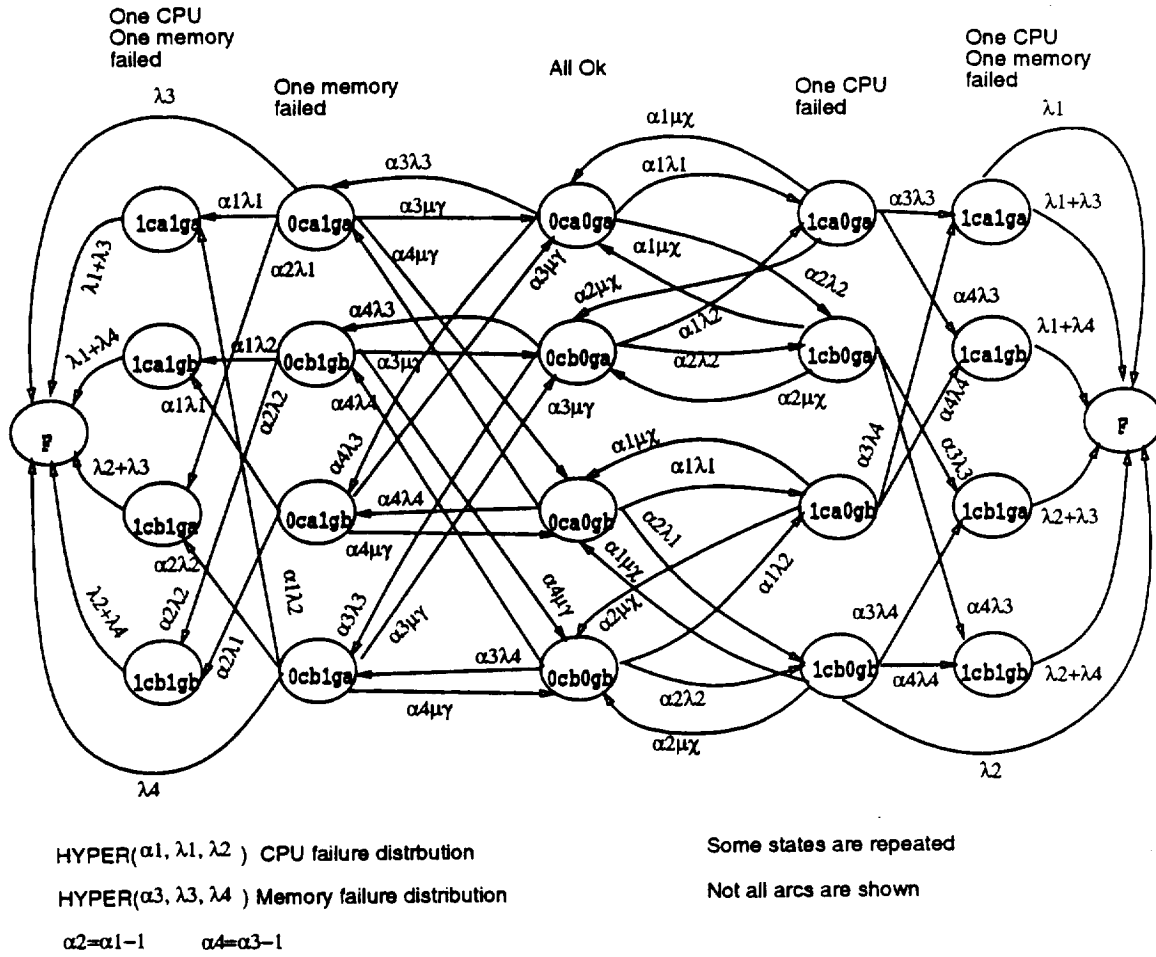 One CPU
One memory
failed
One memory
failed
All Ok
One CPU
failed
One CPU
One memory
failed
λ3
α1μχ
λ1
α3λ3
α1λ1
α3λ3
1ca1ga
α1λ1
0ca1ga
α3μγ
0ca0ga
1ca0ga
1ca1ga
λ1+λ3
λ1+λ3
α2λ1
α4μγ
α3μγ
α1μχ
α2μχ
α2λ2
α4λ3
λ1+λ4
λ1+λ4
α4λ3
α1λ2
1ca1gb
α1λ2
0cb1gb
α3μγ
0cb0ga
α2λ2
1cb0ga
1ca1gb
α1λ1
α2λ2
α4λ4
α3μγ
α2μχ
α4λ4
F
F
λ2+λ3
α4λ3
α1μχ
α1λ1
α3λ4
α3λ3
1cb1ga
0ca1gb
α4λ4
0ca0gb
1ca0gb
1cb1ga
λ2+λ3
α2λ2
α4μγ
α1μχ
α2λ1
α1λ2
λ2+λ4
α2λ2
α1λ2
α3λ3
α3μγ
α4μγ
α2μχ
α3λ4
α4λ3
1cb1gb
α2λ1
0cb1ga
α3λ4
0cb0gb
α2λ2
1cb0gb
α4λ4
1cb1gb
λ2+λ4
α4μγ
α2μχ
λ4
λ2
HYPER(α1, λ1, λ2 ) CPU failure distrbution
Some states are repeated
HYPER(α3, λ3, λ4 ) Memory failure distribution
Not all arcs are shown
α2=α1−1 α4=α3−1